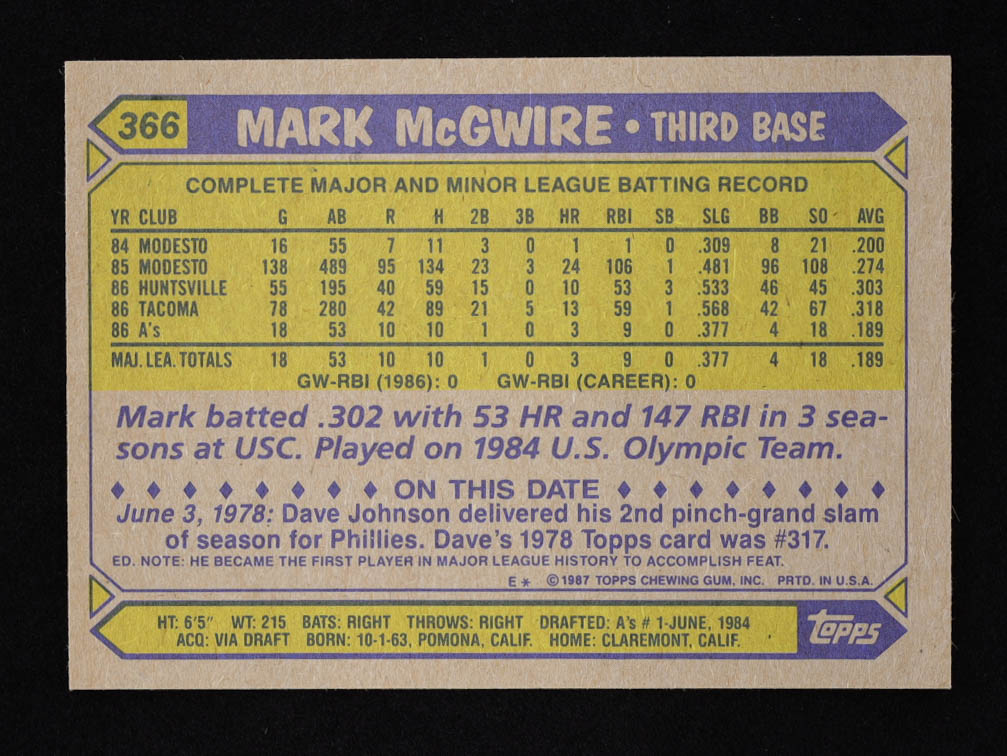 366 MARK McGWIRE • THIRD BASE
COMPLETE MAJOR AND MINOR LEAGUE BATTING RECORD
YR CLUB G AB R H 2B 3B HR RBI SB SLG BB SO AVG
84 MODESTO 16 55 7 11 3 0 1 1 0 .309 8 21 .200
85 MODESTO 138 489 95 134 23 3 24 106 1 .481 96 108 .274
86 HUNTSVILLE 55 195 40 59 15 0 10 53 3 .533 46 45 .303
86 TACOMA 78 280 42 89 21 5 13 59 1 .568 42 67 .318
86 A's 18 53 10 10 1 0 3 9 0 .377 4 18 .189
MAJ. LEA. TOTALS 18 53 10 10 1 0 3 9 0 .377 4 18 .189
GW-RBI (1986): 0 GW-RBI (CAREER): 0
Mark batted .302 with 53 HR and 147 RBI in 3 sea-
sons at USC. Played on 1984 U.S. Olympic Team.
♦ ♦ ♦ ♦ ♦ ♦ ♦ ♦ ON THIS DATE ♦ ♦ ♦ ♦ ♦ ♦ ♦ ♦
June 3, 1978: Dave Johnson delivered his 2nd pinch-grand slam
of season for Phillies. Dave's 1978 Topps card was #317.
ED. NOTE: HE BECAME THE FIRST PLAYER IN MAJOR LEAGUE HISTORY TO ACCOMPLISH FEAT.
E* ©1987 TOPPS CHEWING GUM, INC. PRTD. IN U.S.A.
HT: 6'5" WT: 215 BATS: RIGHT THROWS: RIGHT DRAFTED: A's # 1-JUNE, 1984
ACQ: VIA DRAFT BORN: 10-1-63, POMONA, CALIF. HOME: CLAREMONT, CALIF.
TOPPS